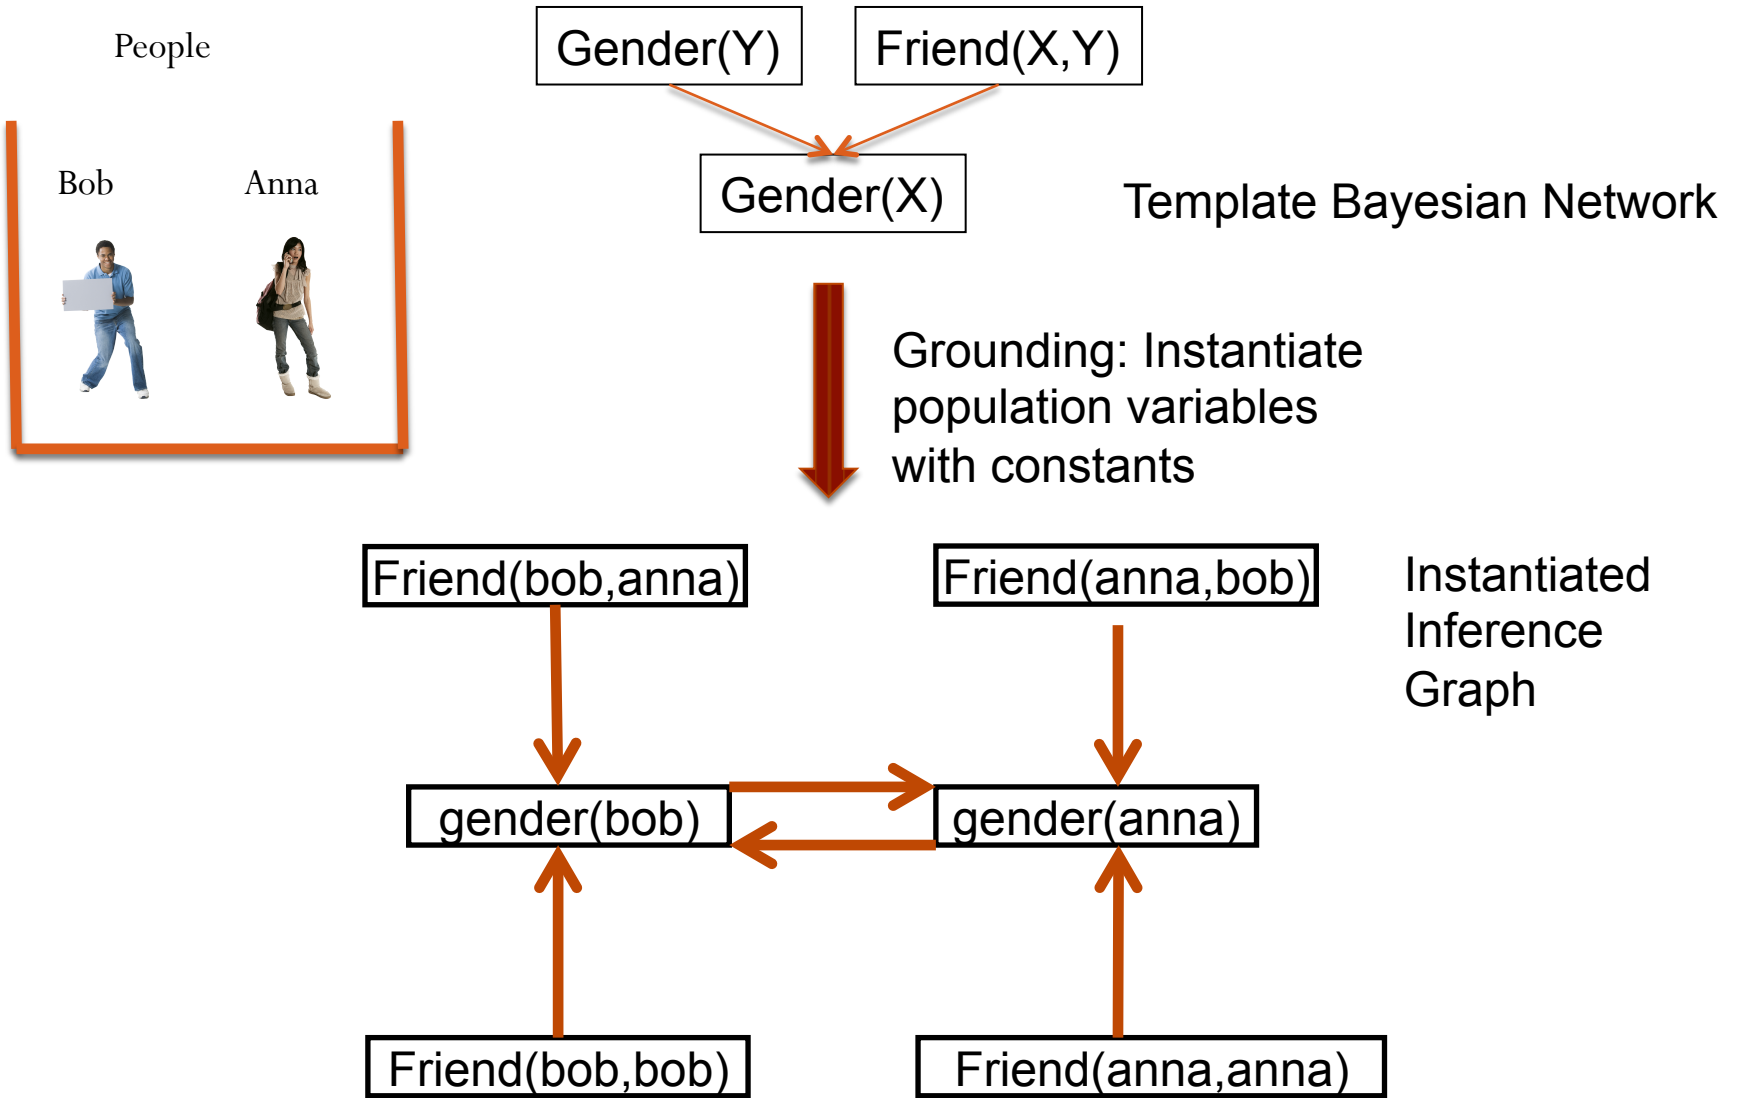 People
Gender(Y)
Friend(X,Y)
Bob
Anna
Gender(X)
Template Bayesian Network
Grounding: Instantiate
population variables
with constants
Friend(bob,anna)
Friend(anna,bob)
Instantiated
Inference
Graph
gender(bob)
gender(anna)
Friend(bob,bob)
Friend(anna,anna)